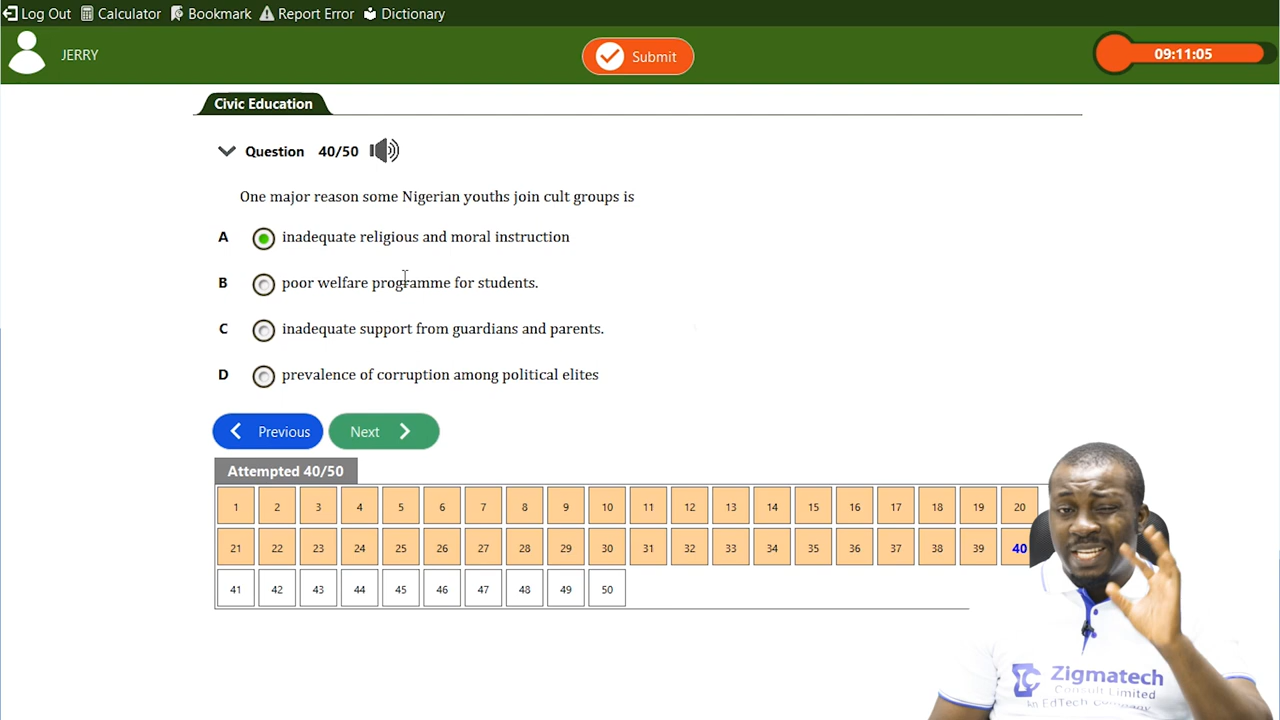 Log Out Calculator Bookmark Report Error Dictionary
JERRY
Submit
09:11:05
Civic Education
Question 40/50
One major reason some Nigerian youths join cult groups is
A inadequate religious and moral instruction
B poor welfare programme for students.
C inadequate support from guardians and parents.
D prevalence of corruption among political elites
Previous Next
Attempted 40/50
1 2 3 4 5 6 7 8 9 10 11 12 13 14 15 16 17 18 19 20
21 22 23 24 25 26 27 28 29 30 31 32 33 34 35 36 37 38 39 40
41 42 43 44 45 46 47 48 49 50
Zigmatech
Consult Limited
An EdTech Company